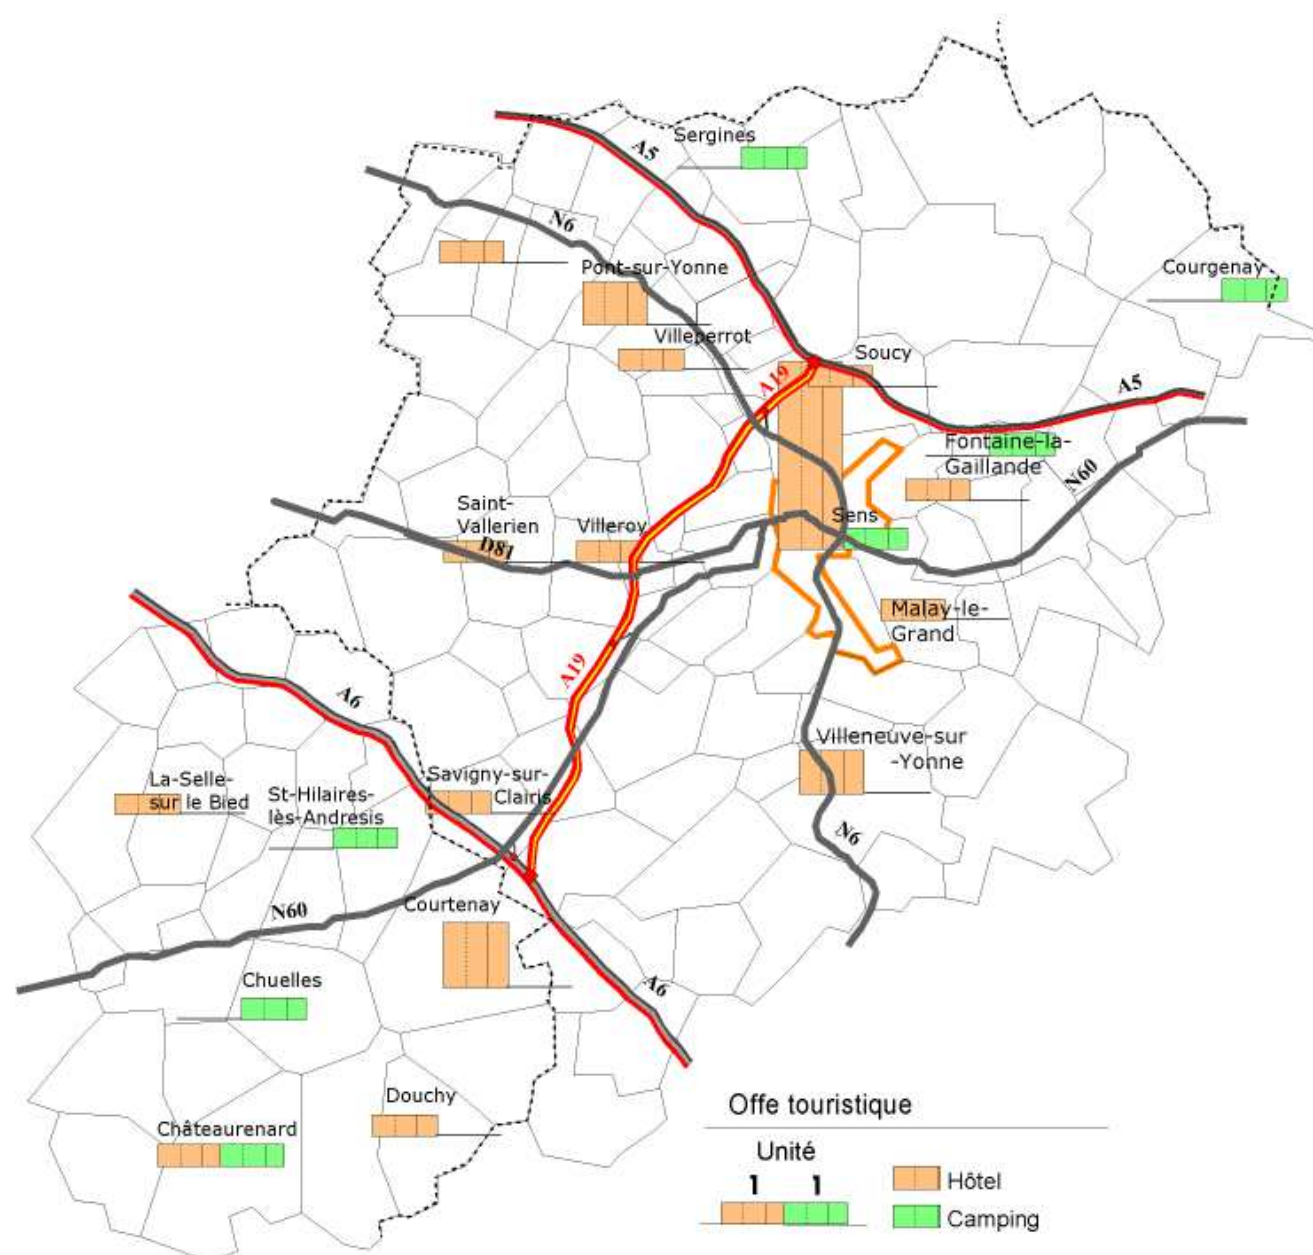 Sergines
A5
N6
Pont-sur-Yonne
Courgenay
Villeperrot
Soucy
A19
A5
Fontaine-la-
Gaillande
N60
Saint-
Vallerien
Villeroy
D81
Sens
Malay-le-
Grand
A19
A6
Villeneuve-sur
-Yonne
La-Selle-
sur le Bied
St-Hilaires-
lès-Andresis
Savigny-sur-
Clairis
N6
N60
Courtenay
A6
Chuelles
Douchy
Châteaurenard
Offe touristique
Unité
1 1
Hôtel
Camping